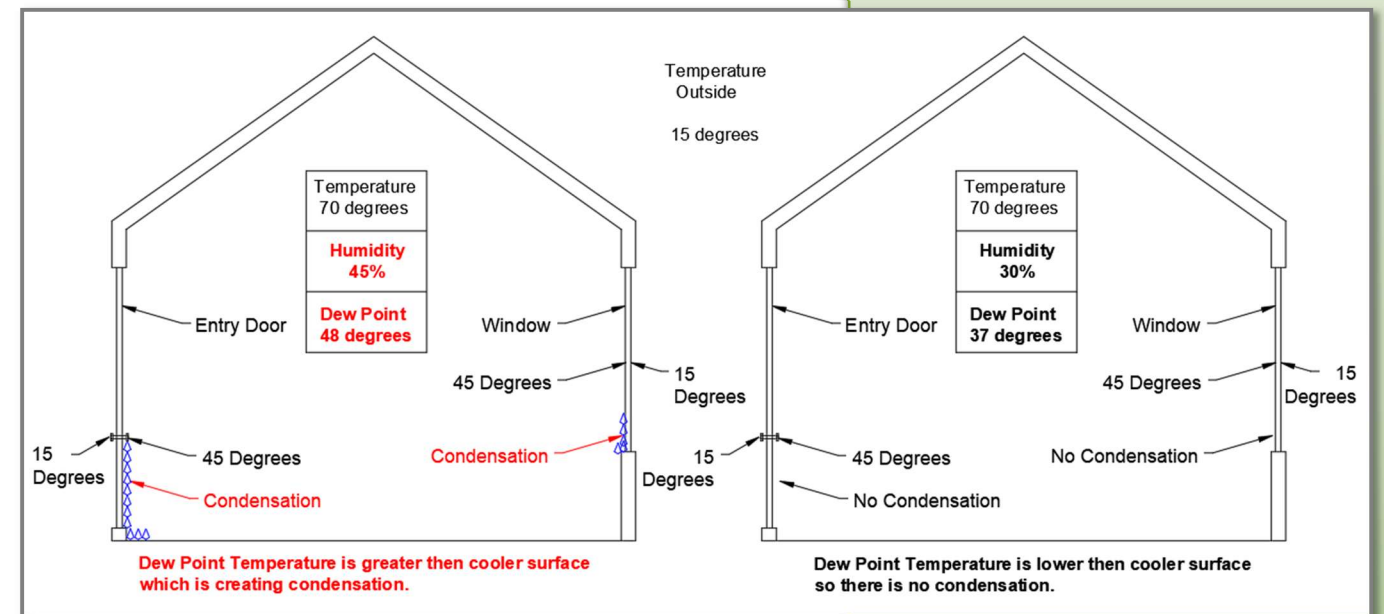 Temperature
Outside
15 degrees
Temperature
70 degrees
Humidity
45%
Dew Point
48 degrees
Entry Door
Window
45 Degrees
15
Degrees
15
Degrees
45 Degrees
Condensation
Condensation
Dew Point Temperature is greater then cooler surface
which is creating condensation.
Temperature
70 degrees
Humidity
30%
Dew Point
37 degrees
Entry Door
Window
45 Degrees
15
Degrees
15
Degrees
45 Degrees
No Condensation
No Condensation
Dew Point Temperature is lower then cooler surface
so there is no condensation.